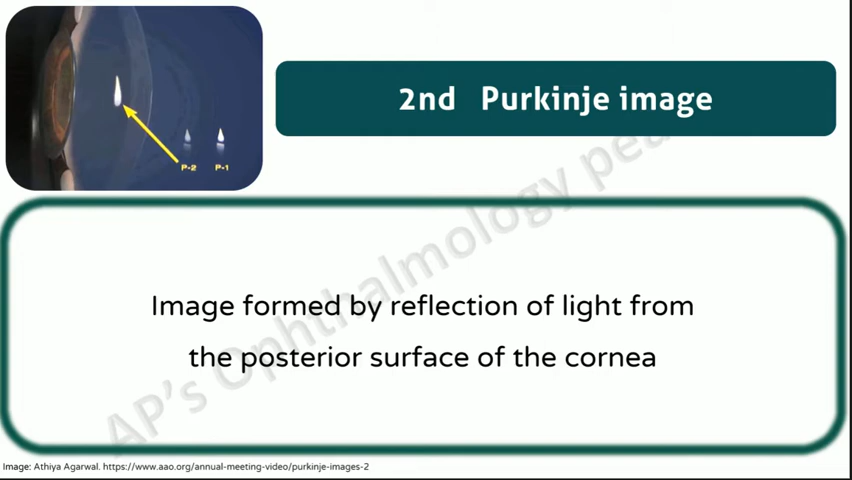 2nd Purkinje image
P-2 P-1
Image formed by reflection of light from
the posterior surface of the cornea
AP's Ophthalmology pea
Image: Athiya Agarwal. https://www.aao.org/annual-meeting-video/purkinje-images-2